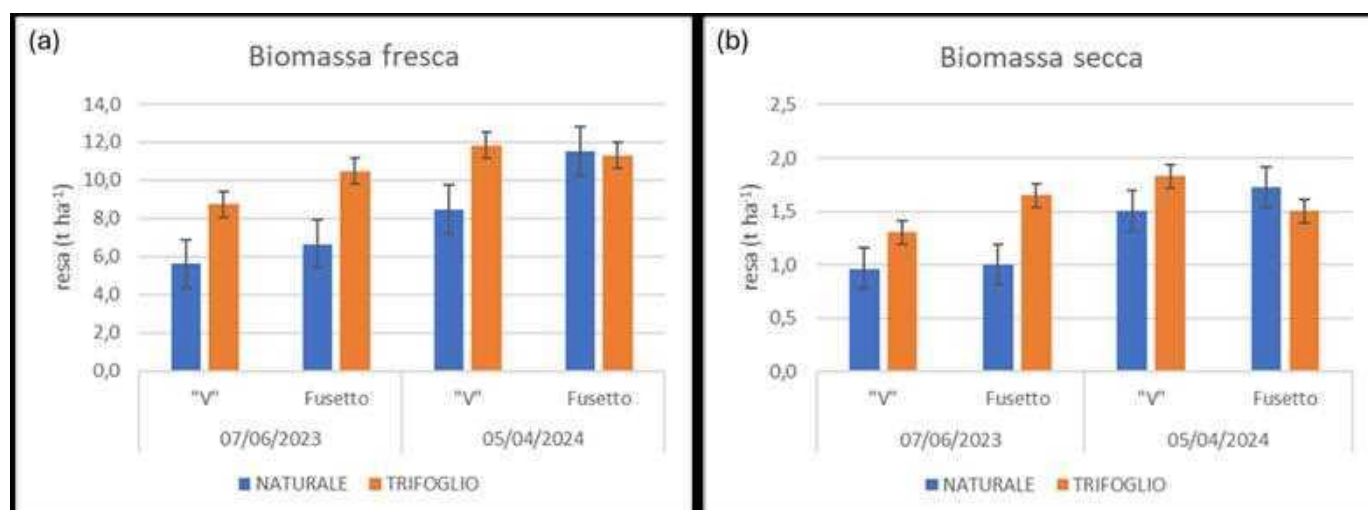 (a)
Biomassa fresca
resa (t ha⁻¹)
14,0
12,0
10,0
8,0
6,0
4,0
2,0
0,0
"V" Fusetto "V" Fusetto
07/06/2023 05/04/2024
NATURALE TRIFOGLIO
(b)
Biomassa secca
resa (t ha⁻¹)
2,5
2,0
1,5
1,0
0,5
0,0
"V" Fusetto "V" Fusetto
07/06/2023 05/04/2024
NATURALE TRIFOGLIO